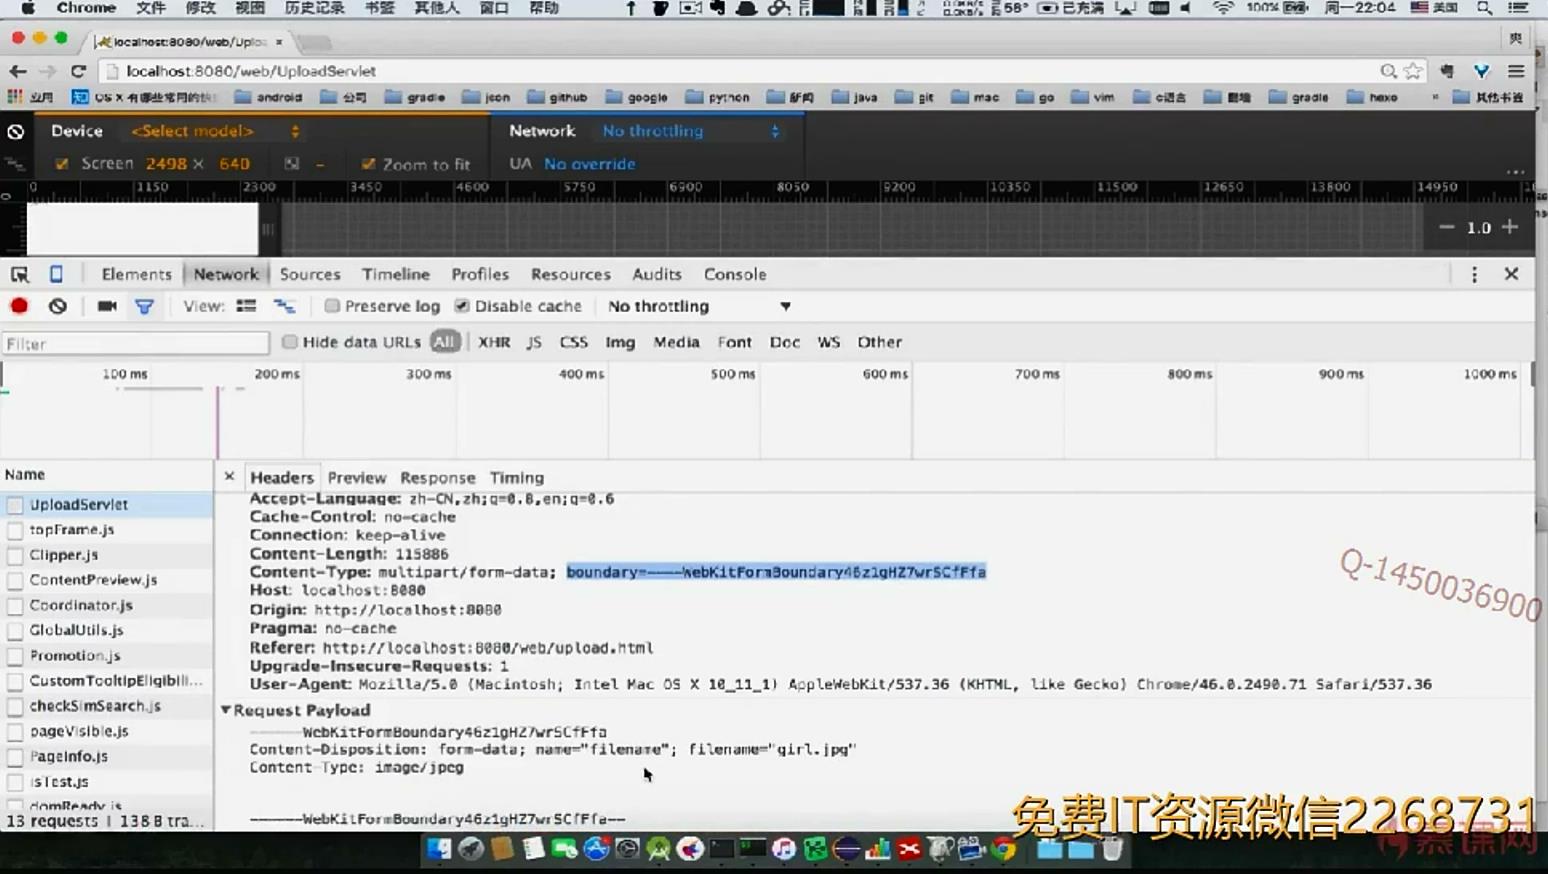 Chrome 文件 修改 视图 历史记录 书签 其他人 窗口 帮助 58° 已充满 100% 周一22:04 美国
localhost:8080/web/Uplo 爽
localhost:8080/web/UploadServlet
应用 OS X 有哪些常用的快 android 公司 gradle json github google python 新闻 java git mac go vim c语言 翻墙 gradle hexo » 其他书签
Device <Select model> Network No throttling
Screen 2498 × 640 Zoom to fit UA No override
0 1150 2300 3450 4600 5750 6900 8050 9200 10350 11500 12650 13800 14950
1.0
Elements Network Sources Timeline Profiles Resources Audits Console
View: Preserve log Disable cache No throttling
Filter Hide data URLs All XHR JS CSS Img Media Font Doc WS Other
100 ms 200 ms 300 ms 400 ms 500 ms 600 ms 700 ms 800 ms 900 ms 1000 ms
Name
UploadServlet
topFrame.js
Clipper.js
ContentPreview.js
Coordinator.js
GlobalUtils.js
Promotion.js
CustomTooltipEligibili...
checkSimSearch.js
pageVisible.js
PageInfo.js
isTest.js
domReady.js
13 requests | 138 B tra...
× Headers Preview Response Timing
Accept-Language: zh-CN,zh;q=0.8,en;q=0.6
Cache-Control: no-cache
Connection: keep-alive
Content-Length: 115886
Content-Type: multipart/form-data; boundary=----WebKitFormBoundary46z1gHZ7wrSCfFfa
Host: localhost:8080
Origin: http://localhost:8080
Pragma: no-cache
Referer: http://localhost:8080/web/upload.html
Upgrade-Insecure-Requests: 1
User-Agent: Mozilla/5.0 (Macintosh; Intel Mac OS X 10_11_1) AppleWebKit/537.36 (KHTML, like Gecko) Chrome/46.0.2490.71 Safari/537.36
Request Payload
------WebKitFormBoundary46z1gHZ7wrSCfFfa
Content-Disposition: form-data; name="filename"; filename="girl.jpg"
Content-Type: image/jpeg
------WebKitFormBoundary46z1gHZ7wrSCfFfa--
Q-1450036900
免费IT资源微信2268731
慕课网